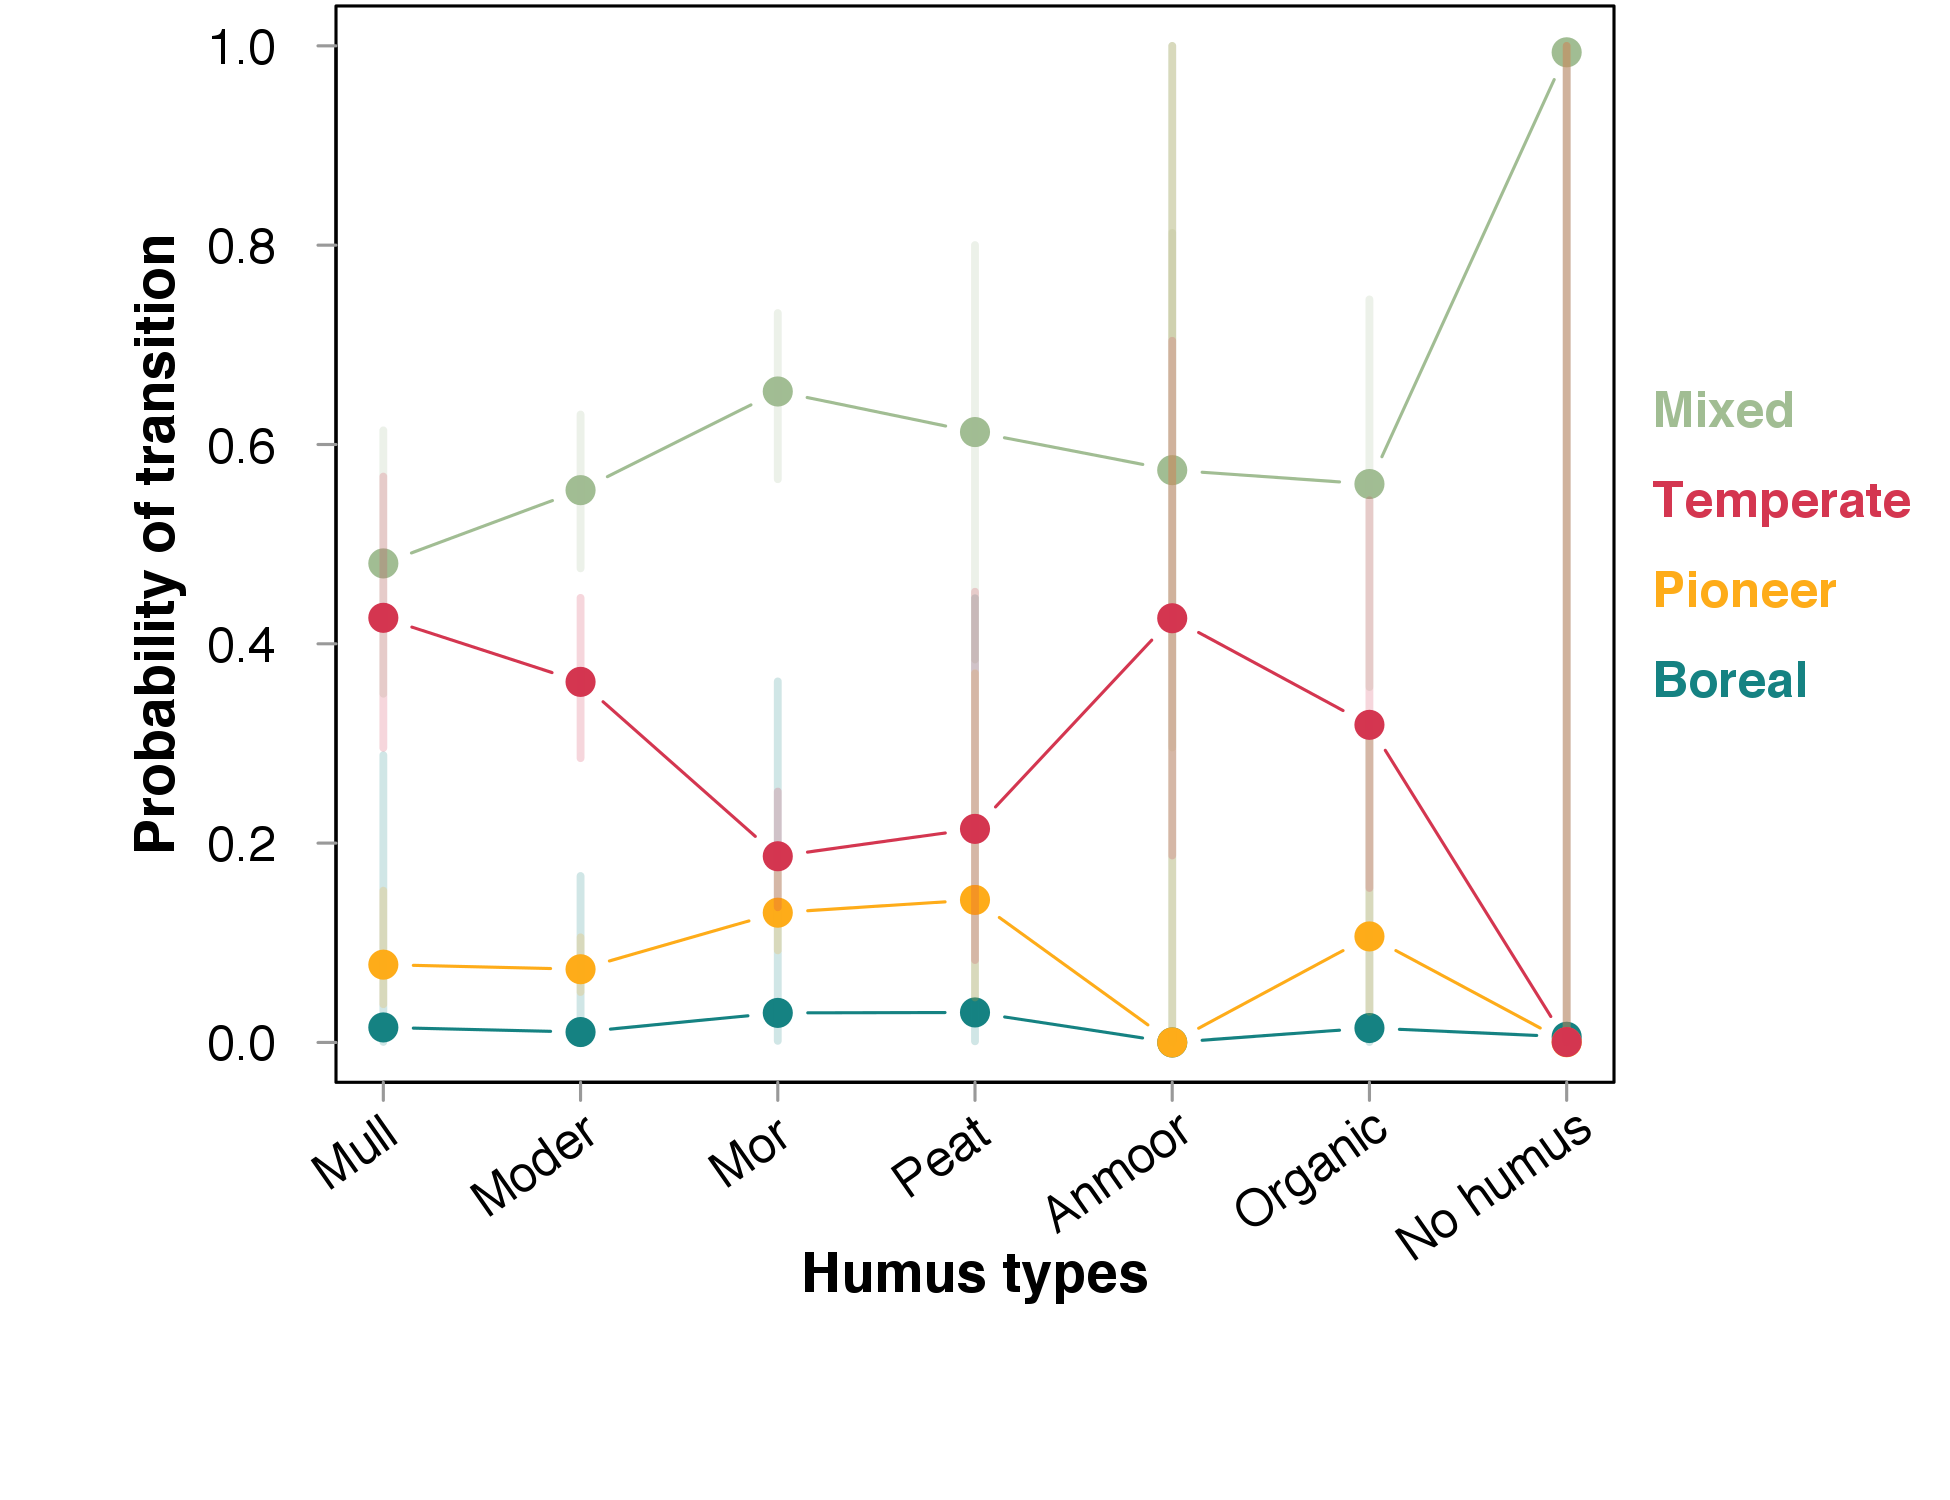 1.0
0.8
0.6
0.4
0.2
0.0
Probability of transition
Mull
Moder
Mor
Peat
Anmoor
Organic
No humus
Humus types
Mixed
Temperate
Pioneer
Boreal